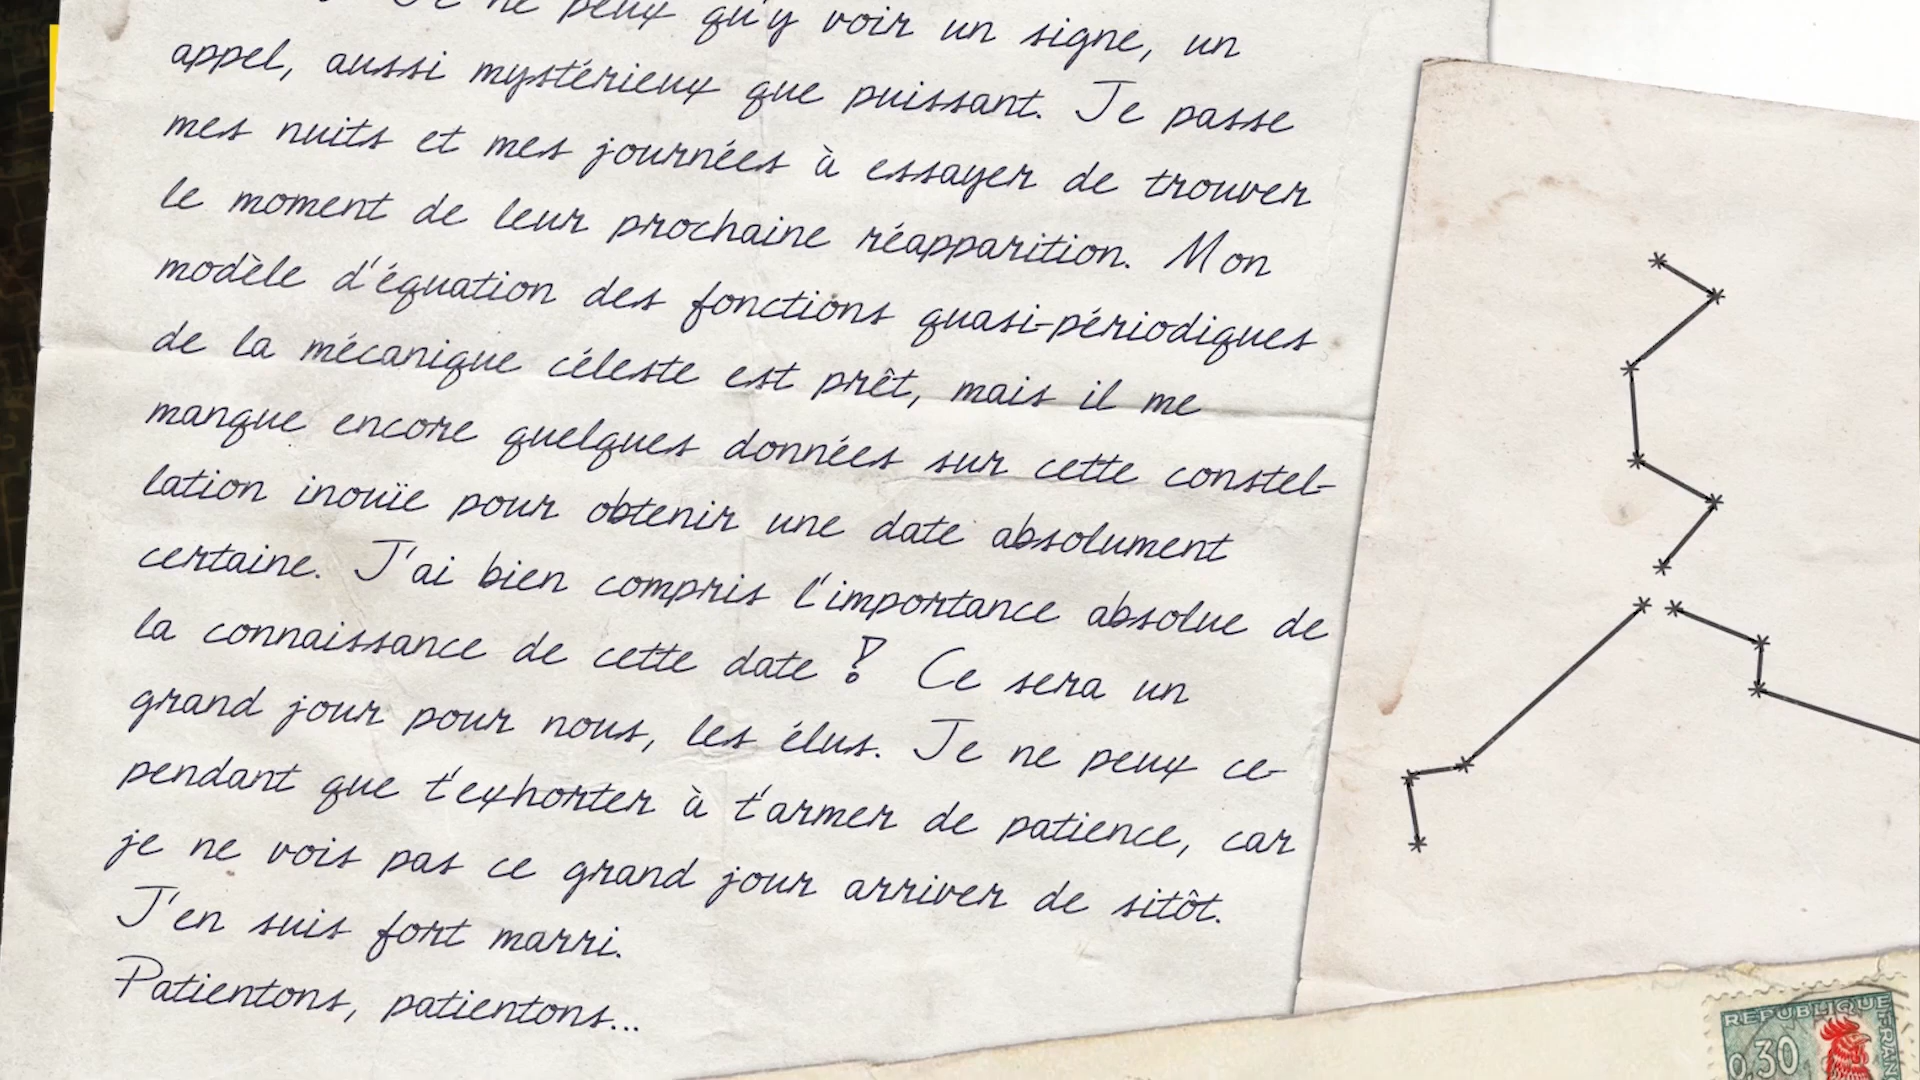 Je ne peux qu'y voir un signe, un
appel, aussi mystérieux que puissant. Je passe
mes nuits et mes journées à essayer de trouver
le moment de leur prochaine réapparition. Mon
modèle d'équation des fonctions quasi-périodiques
de la mécanique céleste est prêt, mais il me
manque encore quelques données sur cette constel-
lation inouïe pour obtenir une date absolument
certaine. J'ai bien compris l'importance absolue de
la connaissance de cette date ! Ce sera un
grand jour pour nous, les élus. Je ne peux ce-
pendant que t'exhorter à t'armer de patience, car
je ne vois pas ce grand jour arriver de sitôt.
J'en suis fort marri.
Patientons, patientons...
REPUBLIQUE FRAN
0,30